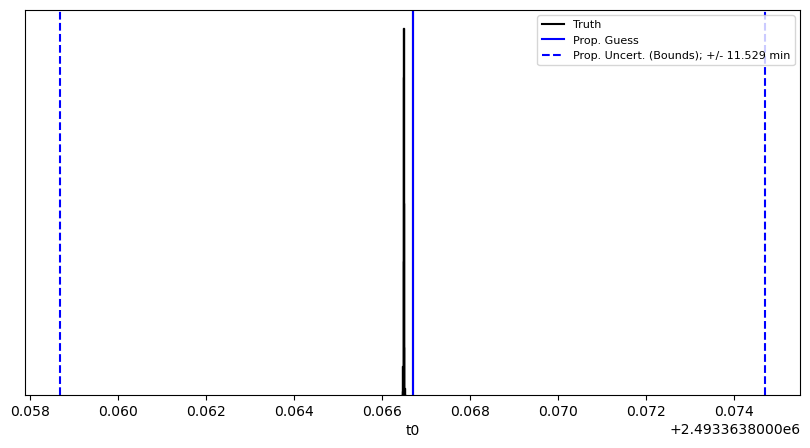 Truth
Prop. Guess
Prop. Uncert. (Bounds); +/- 11.529 min
0.058 0.060 0.062 0.064 0.066 0.068 0.070 0.072 0.074
t0
+2.4933638000e6